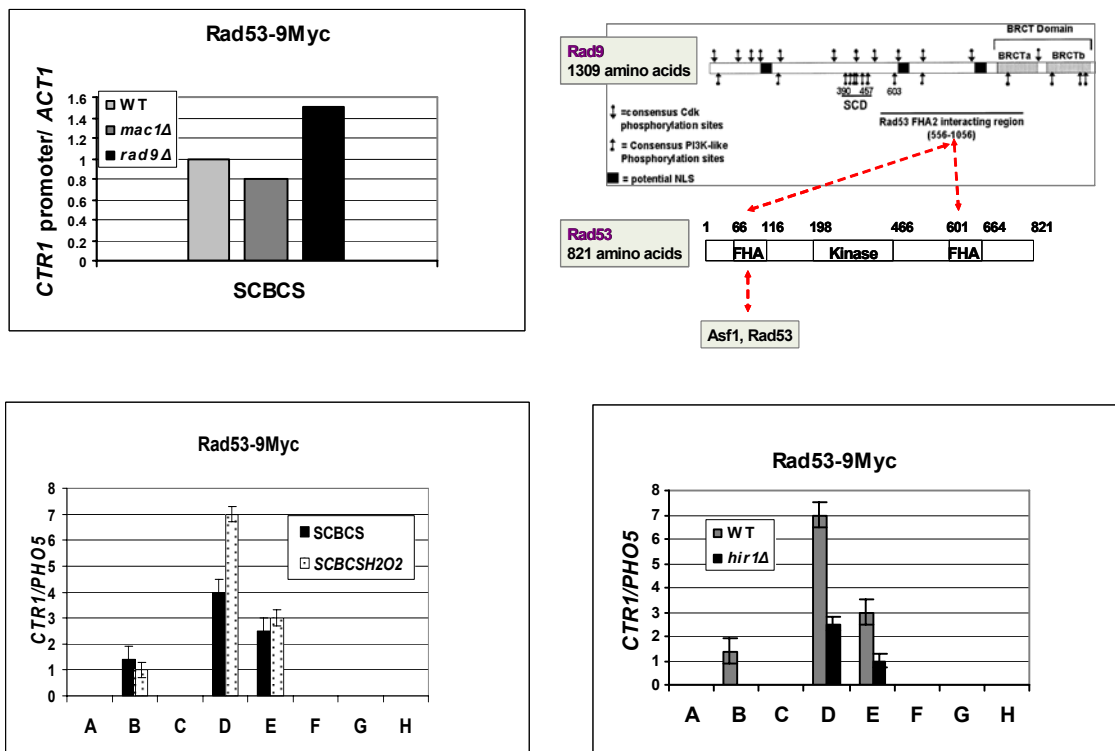 Rad53-9Myc
CTR1 promoter/ ACT1
1.6
1.4
1.2
1
0.8
0.6
0.4
0.2
0
WT
mac1Δ
rad9Δ
SCBCS
Rad9
1309 amino acids
BRCT Domain
BRCTa
BRCTb
390
457
603
SCD
=consensus Cdk
phosphorylation sites
= Consensus PI3K-like
Phosphorylation sites
= potential NLS
Rad53 FHA2 interacting region
(556-1056)
Rad53
821 amino acids
1 66 116 198 466 601 664 821
FHA Kinase FHA
Asf1, Rad53
Rad53-9Myc
CTR1/PHO5
8
7
6
5
4
3
2
1
0
SCBCS
SCBCSH2O2
A B C D E F G H
Rad53-9Myc
CTR1/PHO5
8
7
6
5
4
3
2
1
0
WT
hir1Δ
A B C D E F G H